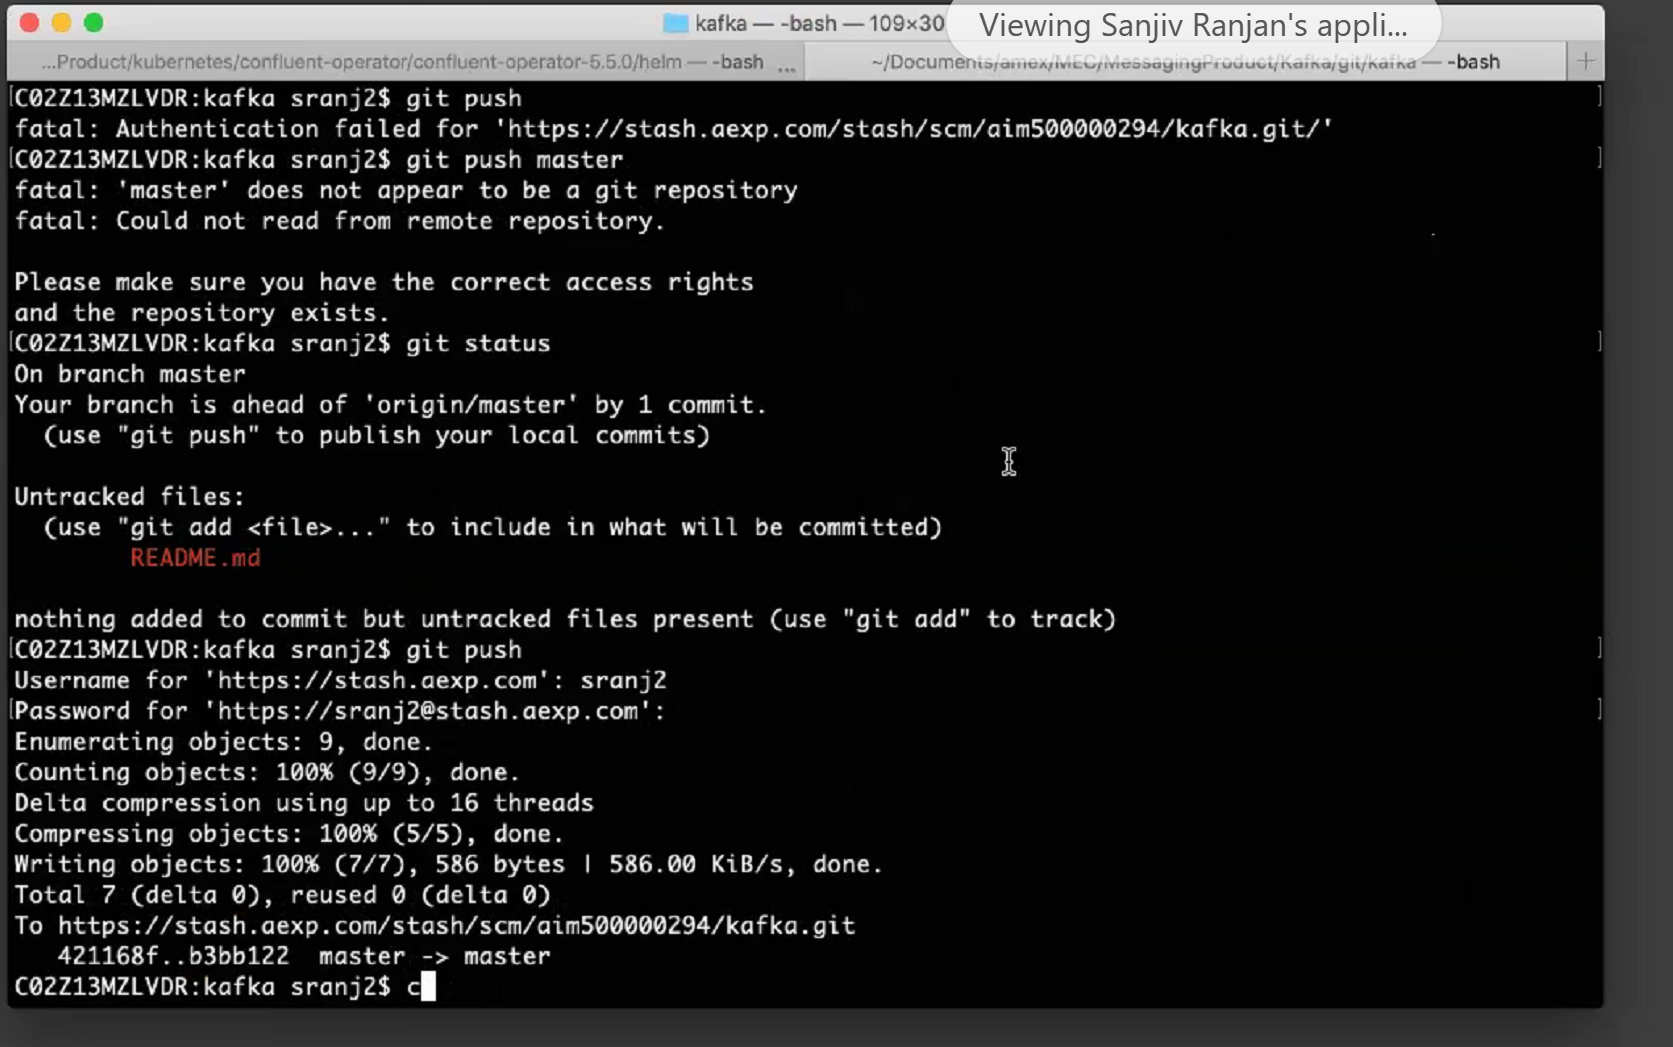 kafka — -bash — 109×30
Viewing Sanjiv Ranjan's appli...
...Product/kubernetes/confluent-operator/confluent-operator-5.5.0/helm — -bash ...
~/Documents/amex/MEC/MessagingProduct/Kafka/git/kafka — -bash +
[C02Z13MZLVDR:kafka sranj2$ git push ]
fatal: Authentication failed for 'https://stash.aexp.com/stash/scm/aim500000294/kafka.git/'
[C02Z13MZLVDR:kafka sranj2$ git push master ]
fatal: 'master' does not appear to be a git repository
fatal: Could not read from remote repository.
Please make sure you have the correct access rights
and the repository exists.
[C02Z13MZLVDR:kafka sranj2$ git status ]
On branch master
Your branch is ahead of 'origin/master' by 1 commit.
(use "git push" to publish your local commits)
Untracked files:
(use "git add <file>..." to include in what will be committed)
README.md
nothing added to commit but untracked files present (use "git add" to track)
[C02Z13MZLVDR:kafka sranj2$ git push ]
Username for 'https://stash.aexp.com': sranj2
[Password for 'https://sranj2@stash.aexp.com': ]
Enumerating objects: 9, done.
Counting objects: 100% (9/9), done.
Delta compression using up to 16 threads
Compressing objects: 100% (5/5), done.
Writing objects: 100% (7/7), 586 bytes | 586.00 KiB/s, done.
Total 7 (delta 0), reused 0 (delta 0)
To https://stash.aexp.com/stash/scm/aim500000294/kafka.git
421168f..b3bb122 master -> master
C02Z13MZLVDR:kafka sranj2$ c